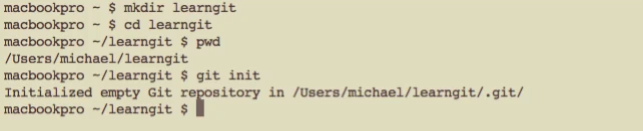 macbookpro ~ $ mkdir learngit
macbookpro ~ $ cd learngit
macbookpro ~/learngit $ pwd
/Users/michael/learngit
macbookpro ~/learngit $ git init
Initialized empty Git repository in /Users/michael/learngit/.git/
macbookpro ~/learngit $